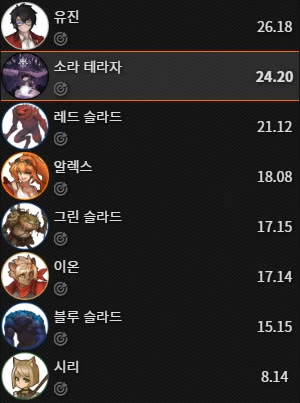 유진
26.18
소라 테라자
24.20
레드 슬라드
21.12
알렉스
18.08
그린 슬라드
17.15
이온
17.14
블루 슬라드
15.15
시리
8.14